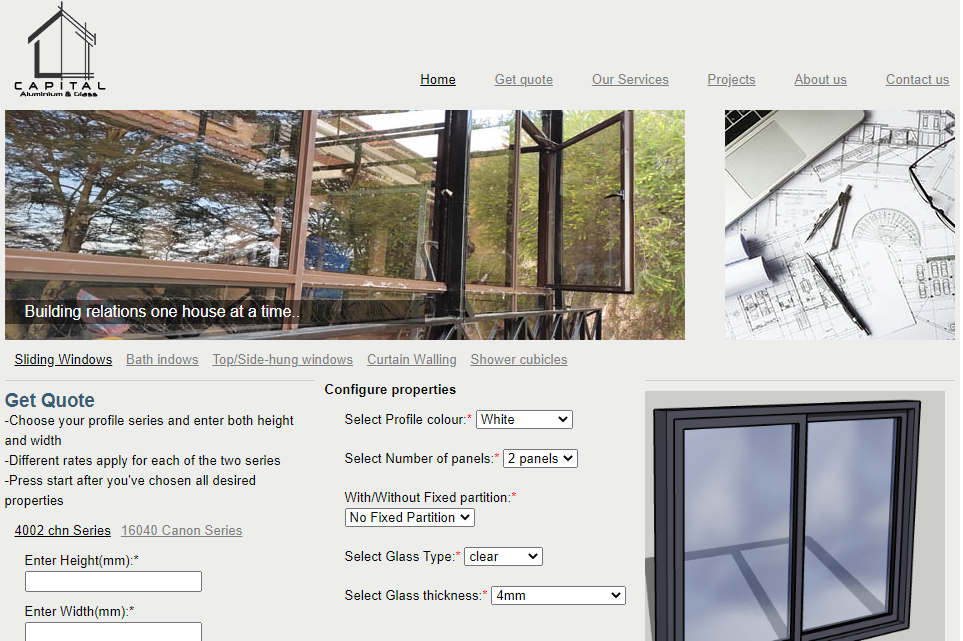 CAPITAL
Aluminium & Glass
Home Get quote Our Services Projects About us Contact us
Building relations one house at a time..
Sliding Windows Bath indows Top/Side-hung windows Curtain Walling Shower cubicles
Get Quote
-Choose your profile series and enter both height
and width
-Different rates apply for each of the two series
-Press start after you've chosen all desired
properties
4002 chn Series 16040 Canon Series
Enter Height(mm):*
Enter Width(mm):*
Configure properties
Select Profile colour:* White
Select Number of panels:* 2 panels
With/Without Fixed partition:*
No Fixed Partition
Select Glass Type:* clear
Select Glass thickness:* 4mm